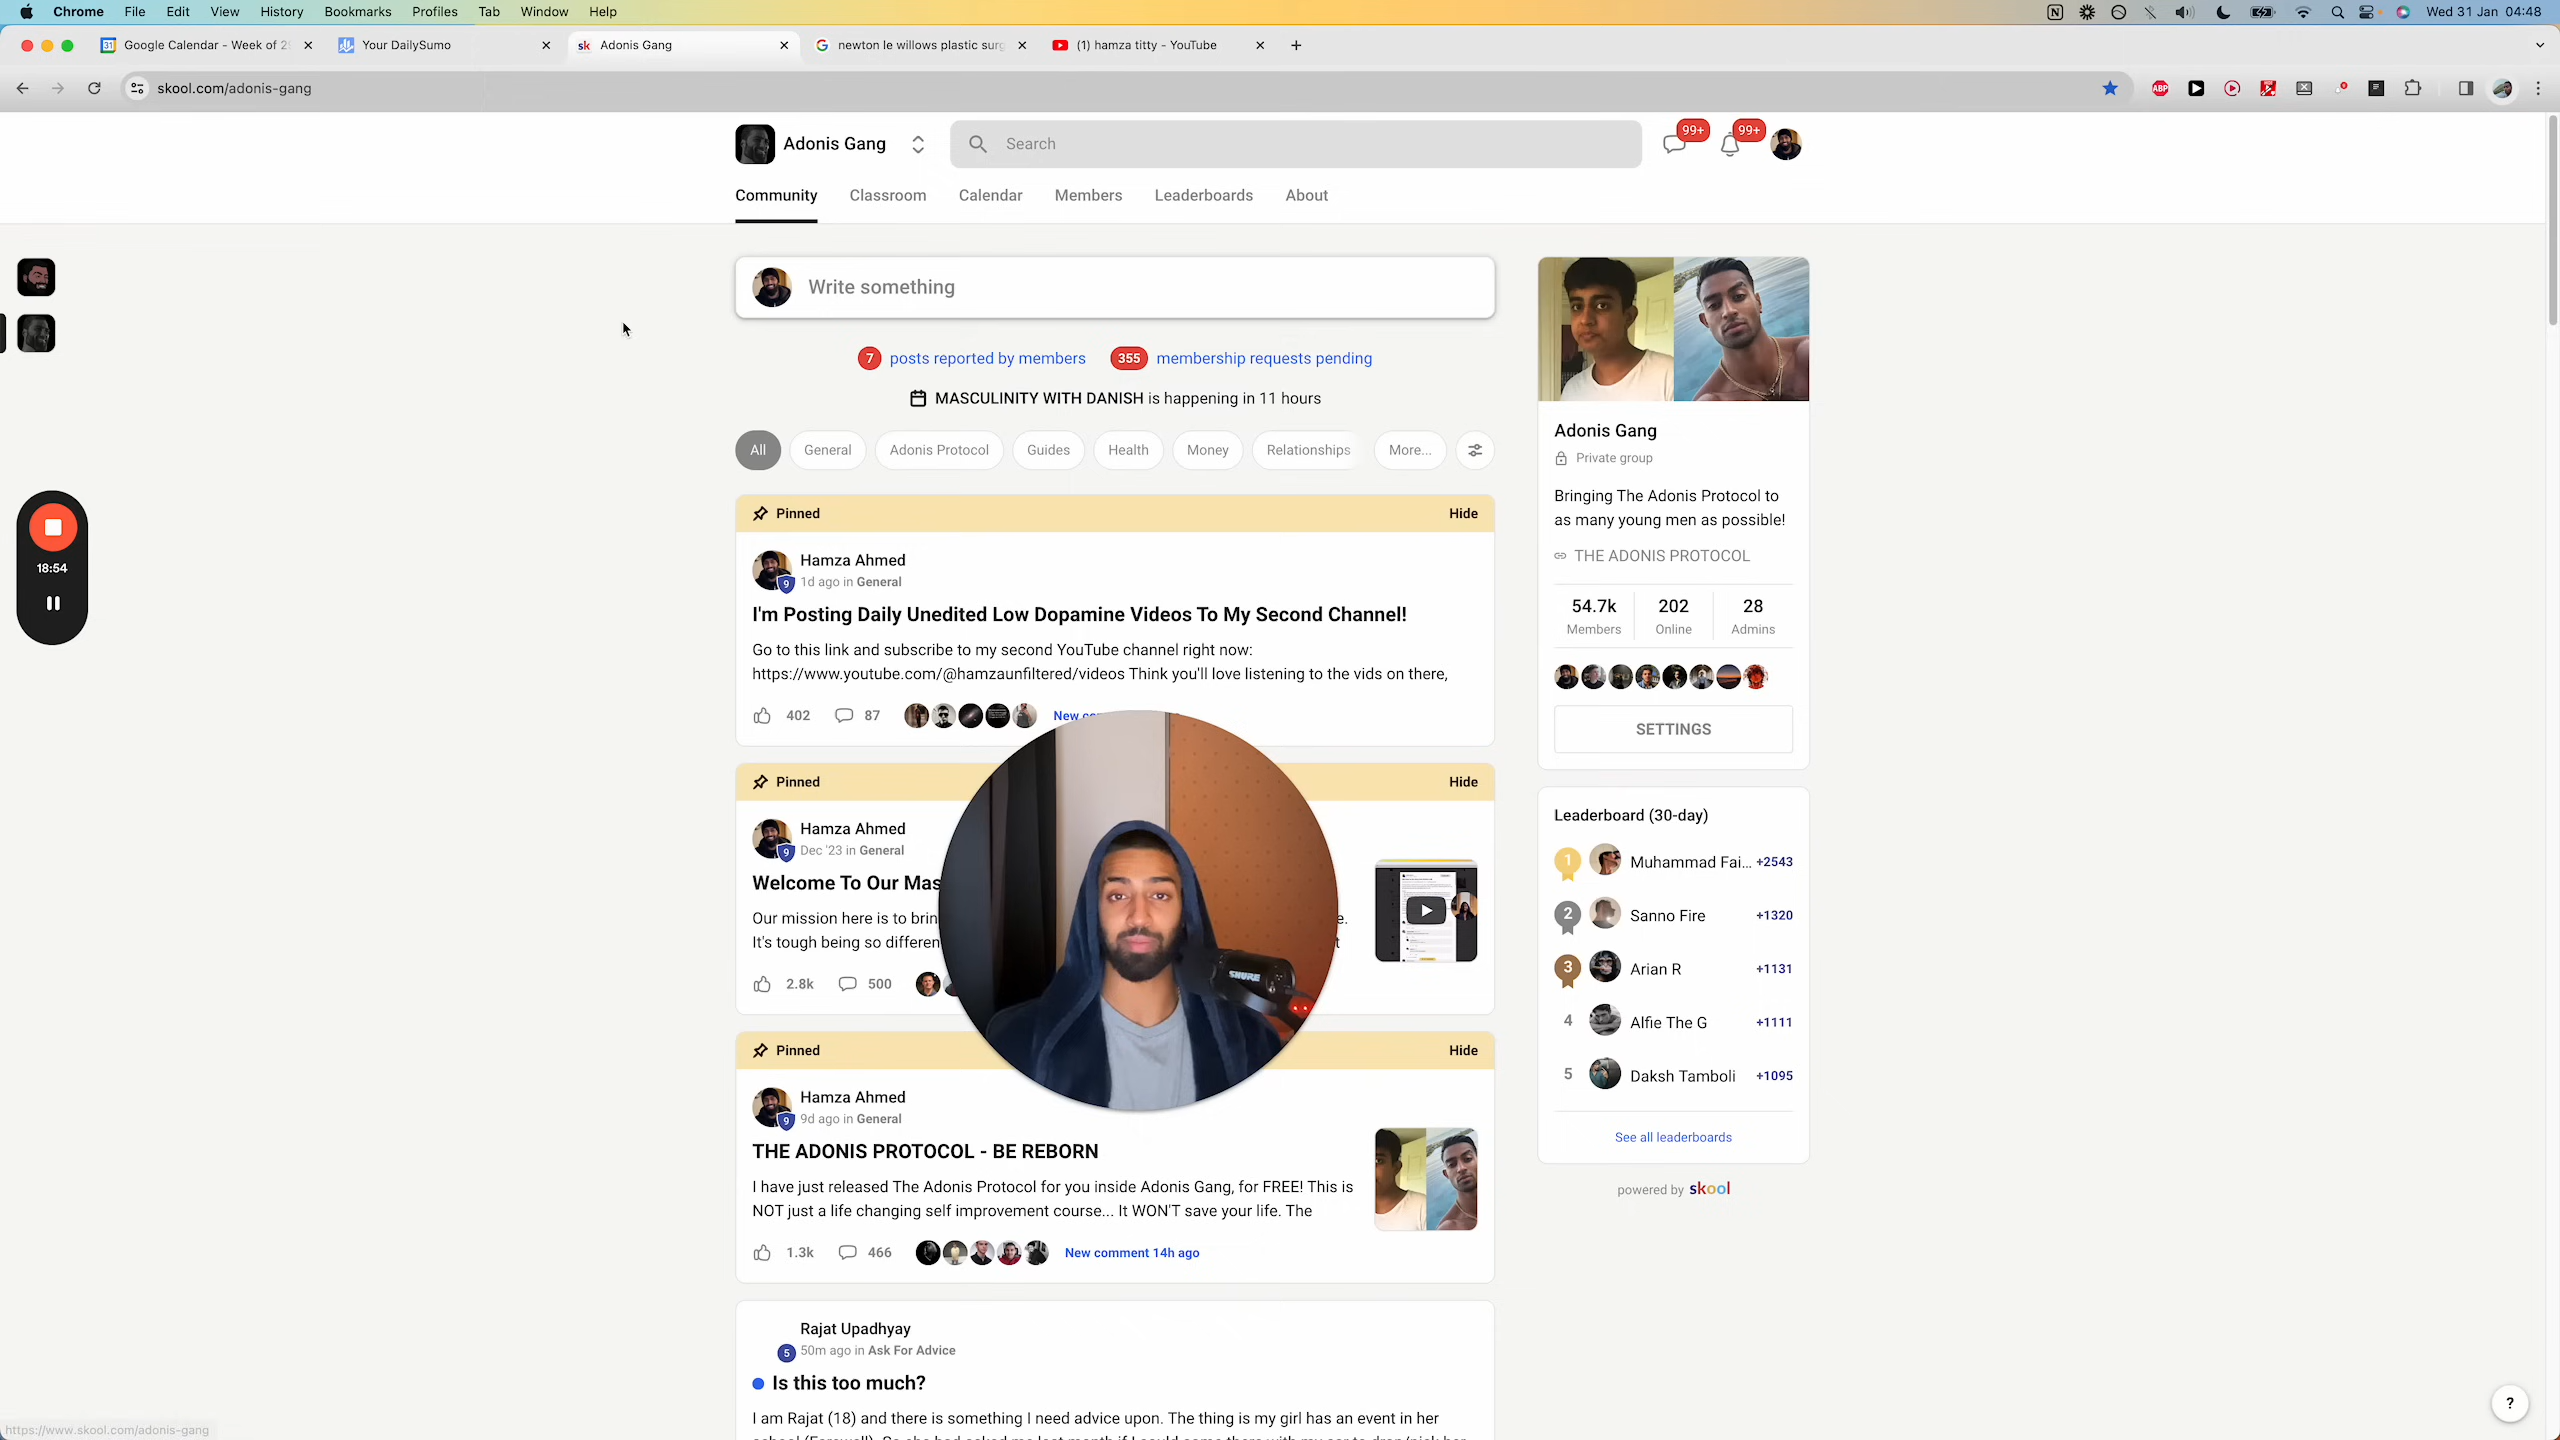 Chrome File Edit View History Bookmarks Profiles Tab Window Help Wed 31 Jan 04:48
Google Calendar - Week of 2 Your DailySumo Adonis Gang newton le willows plastic surg (1) hamza titty - YouTube
skool.com/adonis-gang
ABP
Adonis Gang Search 99+ 99+
Community Classroom Calendar Members Leaderboards About
Write something
7 posts reported by members 355 membership requests pending
MASCULINITY WITH DANISH is happening in 11 hours
All General Adonis Protocol Guides Health Money Relationships More...
Pinned Hide
Hamza Ahmed
9 1d ago in General
I'm Posting Daily Unedited Low Dopamine Videos To My Second Channel!
Go to this link and subscribe to my second YouTube channel right now:
https://www.youtube.com/@hamzaunfiltered/videos Think you'll love listening to the vids on there,
402 87 New
Pinned Hide
Hamza Ahmed
9 Dec '23 in General
Welcome To Our Mas
Our mission here is to brin e.
It's tough being so differen t
2.8k 500
SHURE
Pinned Hide
Hamza Ahmed
9 9d ago in General
THE ADONIS PROTOCOL - BE REBORN
I have just released The Adonis Protocol for you inside Adonis Gang, for FREE! This is
NOT just a life changing self improvement course... It WON'T save your life. The
1.3k 466 New comment 14h ago
Rajat Upadhyay
5 50m ago in Ask For Advice
Is this too much?
I am Rajat (18) and there is something I need advice upon. The thing is my girl has an event in her
18:54
Adonis Gang
Private group
Bringing The Adonis Protocol to
as many young men as possible!
THE ADONIS PROTOCOL
54.7k 202 28
Members Online Admins
SETTINGS
Leaderboard (30-day)
1 Muhammad Fai... +2543
2 Sanno Fire +1320
3 Arian R +1131
4 Alfie The G +1111
5 Daksh Tamboli +1095
See all leaderboards
powered by skool
?
https://www.skool.com/adonis-gang